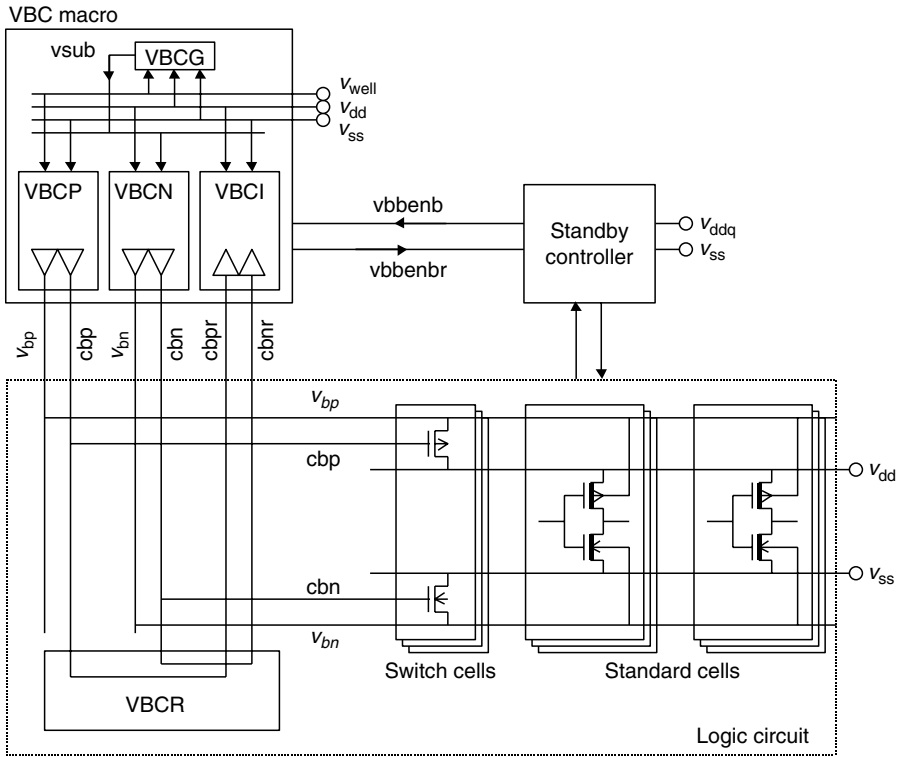 VBC macro
vsub
VBCG
vwell
vdd
vss
VBCP
VBCN
VBCI
vbbenb
vbbenbr
Standby
controller
vddq
vss
vbp
cbp
vbn
cbn
cbpr
cbnr
vbp
cbp
vdd
cbn
vss
vbn
Switch cells
Standard cells
VBCR
Logic circuit